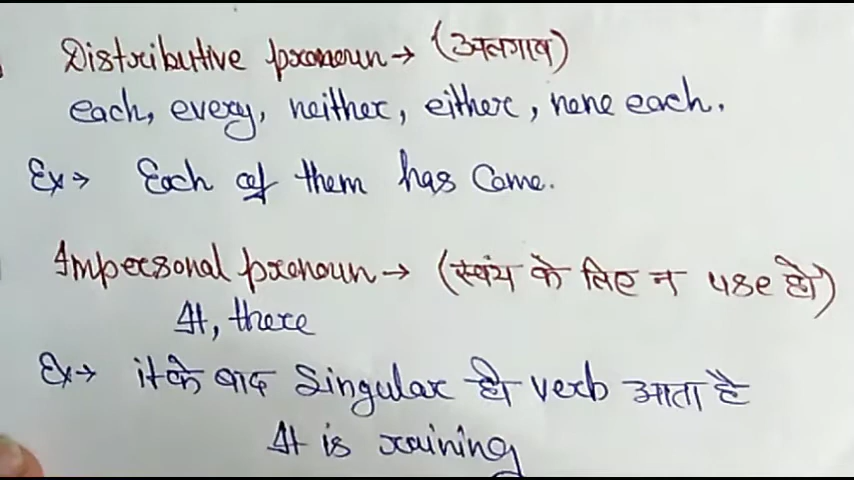 Distributive pronoun → (अलगाव)
each, every, neither, either, none each.
Ex → Each of them has Come.
Impersonal pronoun → (स्वंय के लिए न use हो)
It, there
Ex → it के बाद Singular ही verb आता है
It is raining